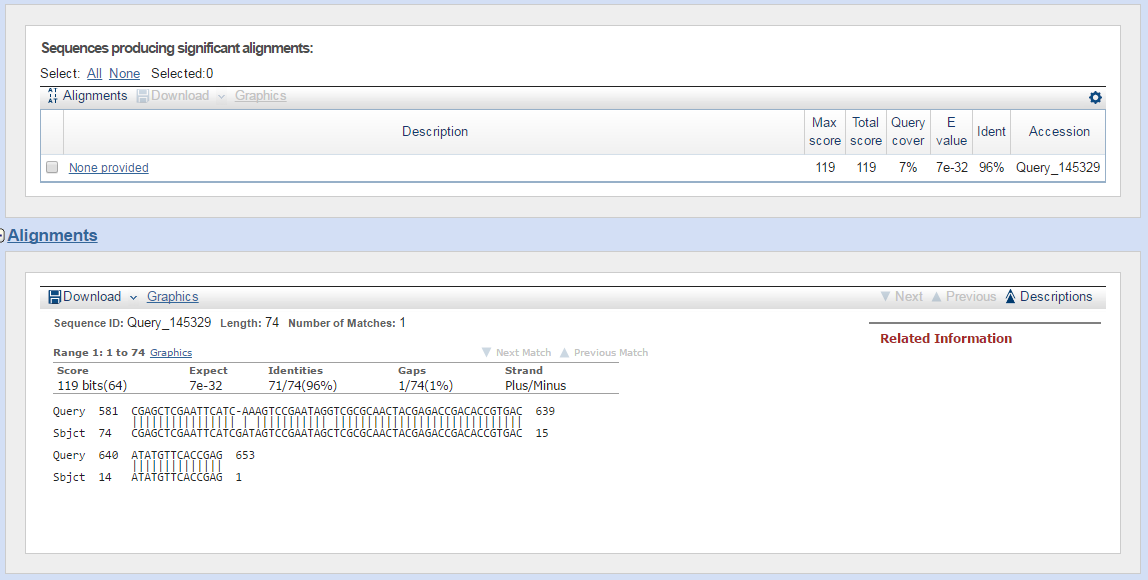 Sequences producing significant alignments:
Select: All None Selected:0
Alignments Download Graphics
Description Max score Total score Query cover E value Ident Accession
None provided 119 119 7% 7e-32 96% Query_145329
Alignments
Download Graphics Next Previous Descriptions
Sequence ID: Query_145329 Length: 74 Number of Matches: 1
Related Information
Range 1: 1 to 74 Graphics Next Match Previous Match
Score Expect Identities Gaps Strand
119 bits(64) 7e-32 71/74(96%) 1/74(1%) Plus/Minus
Query 581 CGAGCTCGAATTCATC-AAAGTCCGAATAGGTCGCGCAACTACGAGACCGACACCGTGAC 639
Sbjct 74 CGAGCTCGAATTCATCGATAGTCCGAATAGCTCGCGCAACTACGAGACCGACACCGTGAC 15
Query 640 ATATGTTCACCGAG 653
Sbjct 14 ATATGTTCACCGAG 1